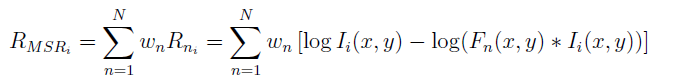 $R_{MSR_i} = \sum_{n=1}^{N} w_n R_{n_i} = \sum_{n=1}^{N} w_n \left[\log I_i(x,y) - \log(F_n(x,y) * I_i(x,y))\right]$